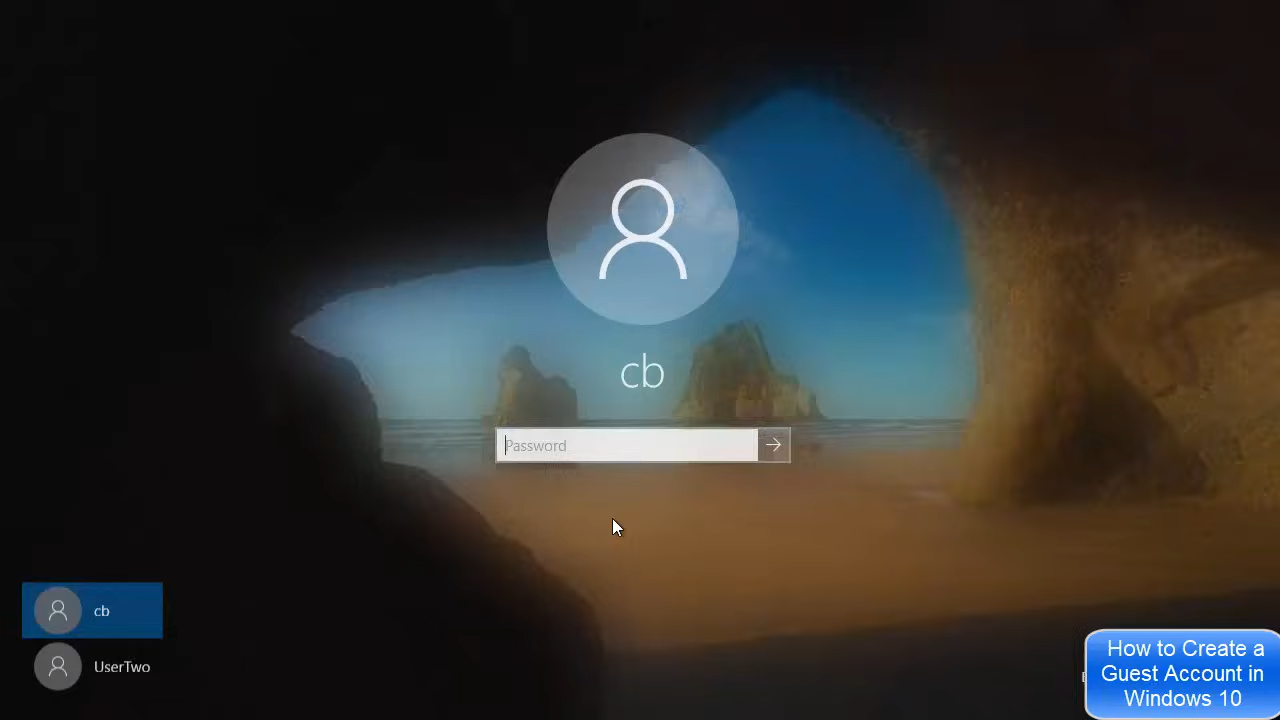 cb
Password
cb
UserTwo
How to Create a
Guest Account in
Windows 10